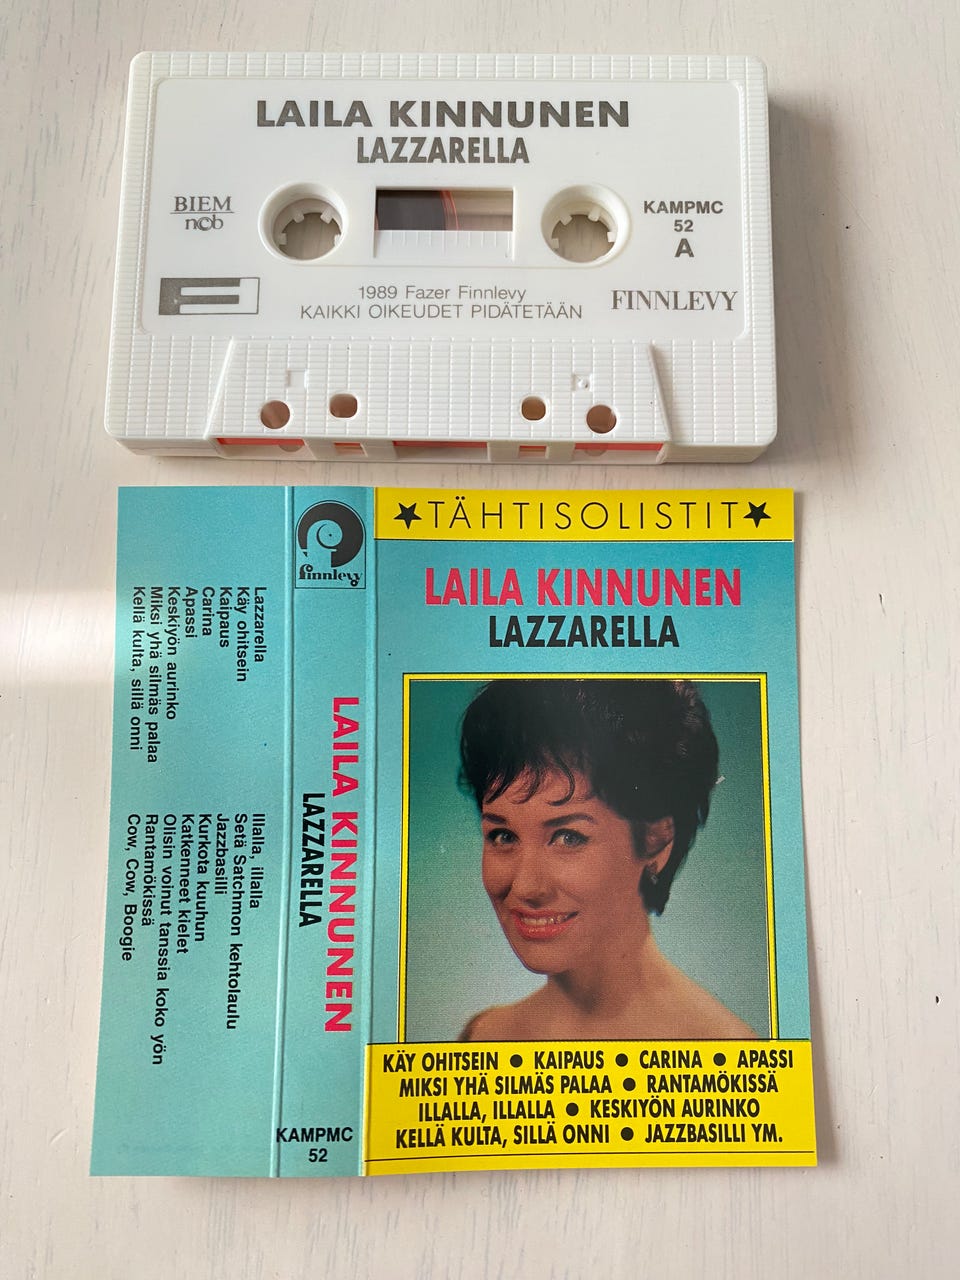 LAILA KINNUNEN
LAZZARELLA
BIEM
ncb
KAMPMC
52
A
1989 Fazer Finnlevy
KAIKKI OIKEUDET PIDÄTETÄÄN
FINNLEVY
★TÄHTISOLISTIT★
LAILA KINNUNEN
LAZZARELLA
KÄY OHITSEIN ● KAIPAUS ● CARINA ● APASSI
MIKSI YHÄ SILMÄS PALAA ● RANTAMÖKISSÄ
ILLALLA, ILLALLA ● KESKIYÖN AURINKO
KELLÄ KULTA, SILLÄ ONNI ● JAZZBASILLI YM.
finnlevy
LAILA KINNUNEN
LAZZARELLA
KAMPMC
52
Lazzarella
Käy ohitsein
Kaipaus
Carina
Apassi
Keskiyön aurinko
Miksi yhä silmäs palaa
Kellä kulta, sillä onni
Illalla, illalla
Setä Satchmon kehtolaulu
Jazzbasilli
Kurkota kuuhun
Katkenneet kielet
Olisin voinut tanssia koko yön
Rantamökissä
Cow, Cow, Boogie